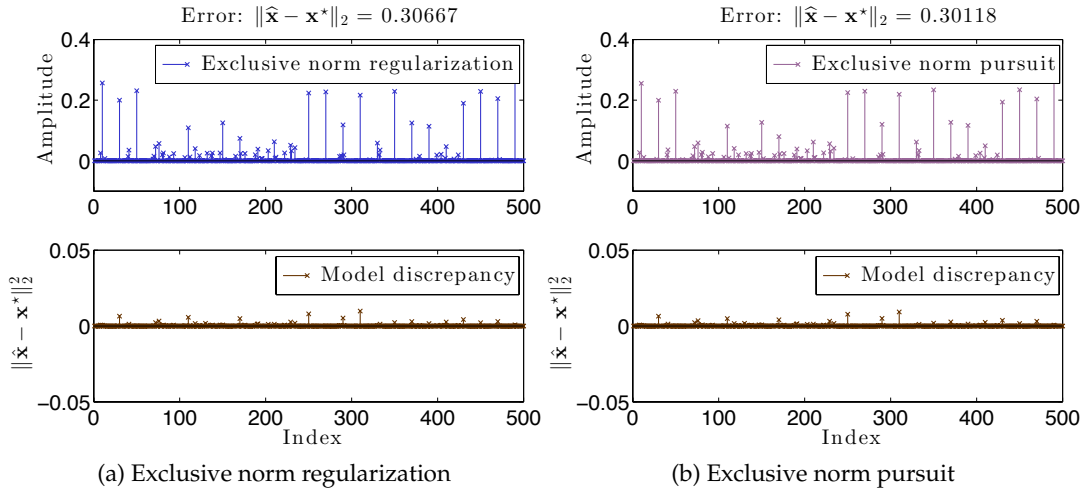 Error: ‖x̂ − x⋆‖₂ = 0.30667
Amplitude
0.4
0.2
0
Exclusive norm regularization
0 100 200 300 400 500
‖x̂ − x⋆‖₂²
0.05
0
−0.05
Model discrepancy
0 100 200 300 400 500
Index
(a) Exclusive norm regularization
Error: ‖x̂ − x⋆‖₂ = 0.30118
Amplitude
0.4
0.2
0
Exclusive norm pursuit
0 100 200 300 400 500
‖x̂ − x⋆‖₂²
0.05
0
−0.05
Model discrepancy
0 100 200 300 400 500
Index
(b) Exclusive norm pursuit